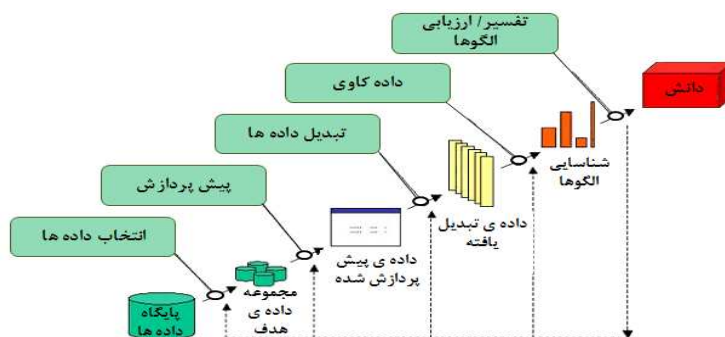 تفسیر/ ارزیابی
الگوها
دانش
داده کاوی
تبدیل داده ها
شناسایی
الگوها
پیش پردازش
داده ی تبدیل
یافته
انتخاب داده ها
داده ی پیش
پردازش شده
مجموعه
داده ی
هدف
پایگاه
داده ها